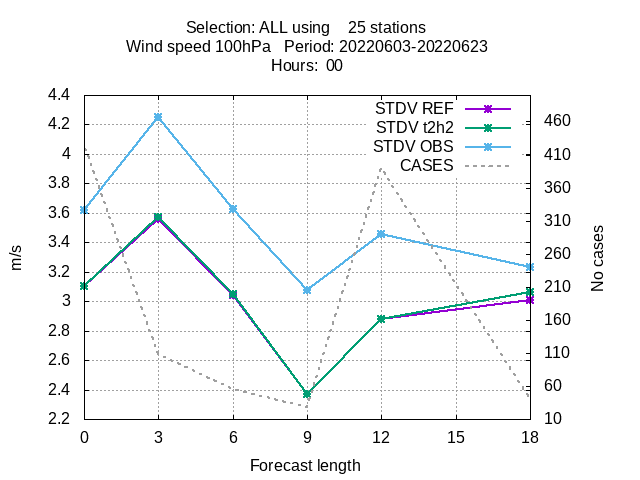 Selection: ALL using    25 stations
Wind speed 100hPa   Period: 20220603-20220623
Hours:  00
STDV REF
STDV t2h2
STDV OBS
CASES
m/s
4.4
4.2
4
3.8
3.6
3.4
3.2
3
2.8
2.6
2.4
2.2
460
410
360
310
260
210
160
110
60
10
No cases
0 3 6 9 12 15 18
Forecast length